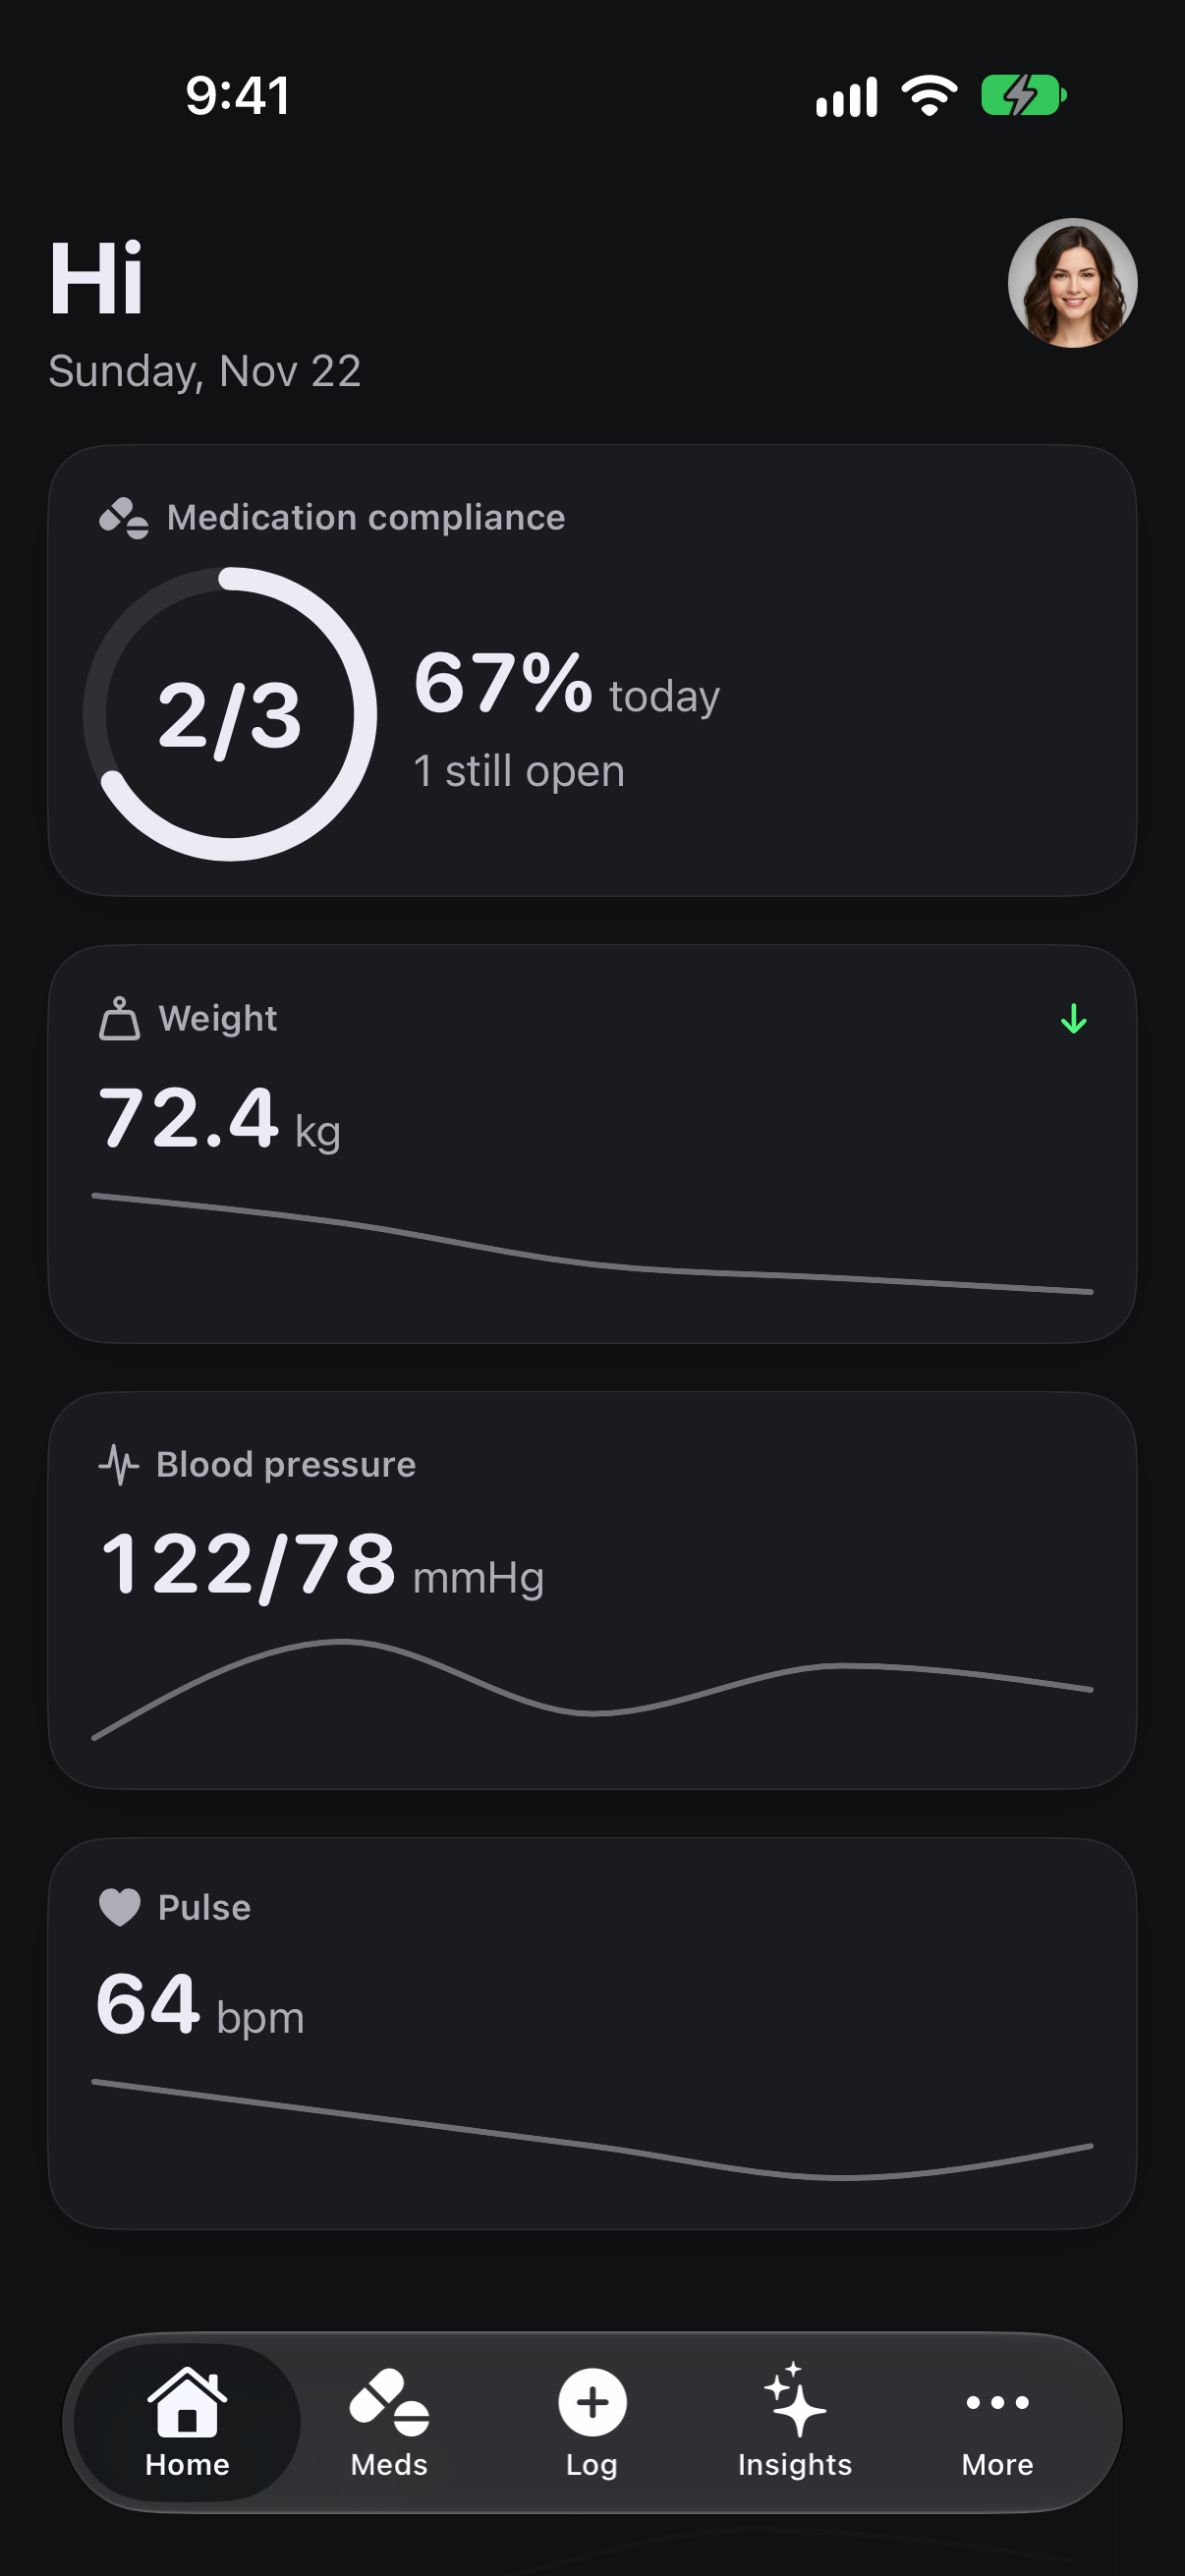 9:41
Hi
Sunday, Nov 22
Medication compliance
2/3
67% today
1 still open
Weight
72.4 kg
Blood pressure
122/78 mmHg
Pulse
64 bpm
Home
Meds
Log
Insights
More